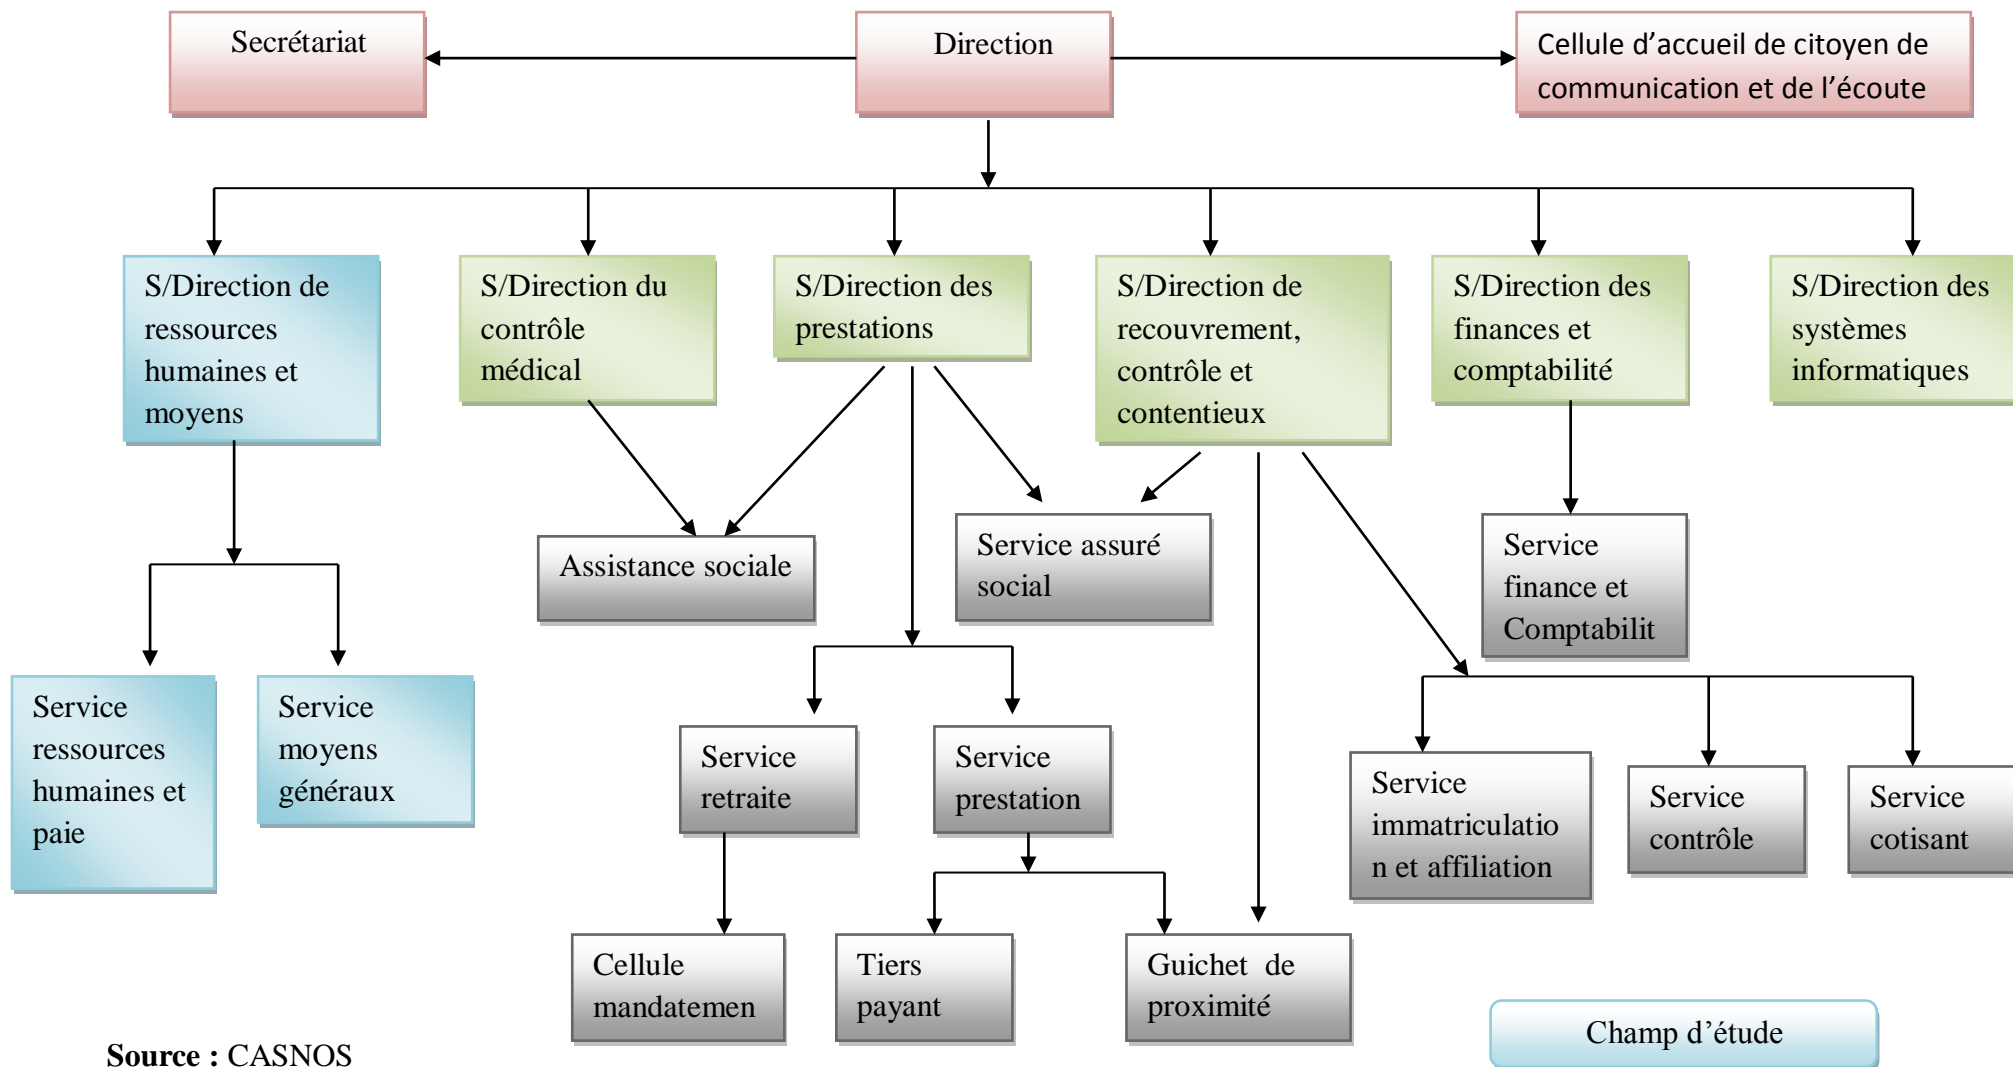 Secrétariat
Direction
Cellule d’accueil de citoyen de
communication et de l’écoute
S/Direction de
ressources
humaines et
moyens
S/Direction du
contrôle
médical
S/Direction des
prestations
S/Direction de
recouvrement,
contrôle et
contentieux
S/Direction des
finances et
comptabilité
S/Direction des
systèmes
informatiques
Assistance sociale
Service assuré
social
Service
finance et
Comptabilit
Service
ressources
humaines et
paie
Service
moyens
généraux
Service
retraite
Service
prestation
Service
immatriculatio
n et affiliation
Service
contrôle
Service
cotisant
Cellule
mandatemen
Tiers
payant
Guichet de
proximité
Champ d’étude
Source : CASNOS